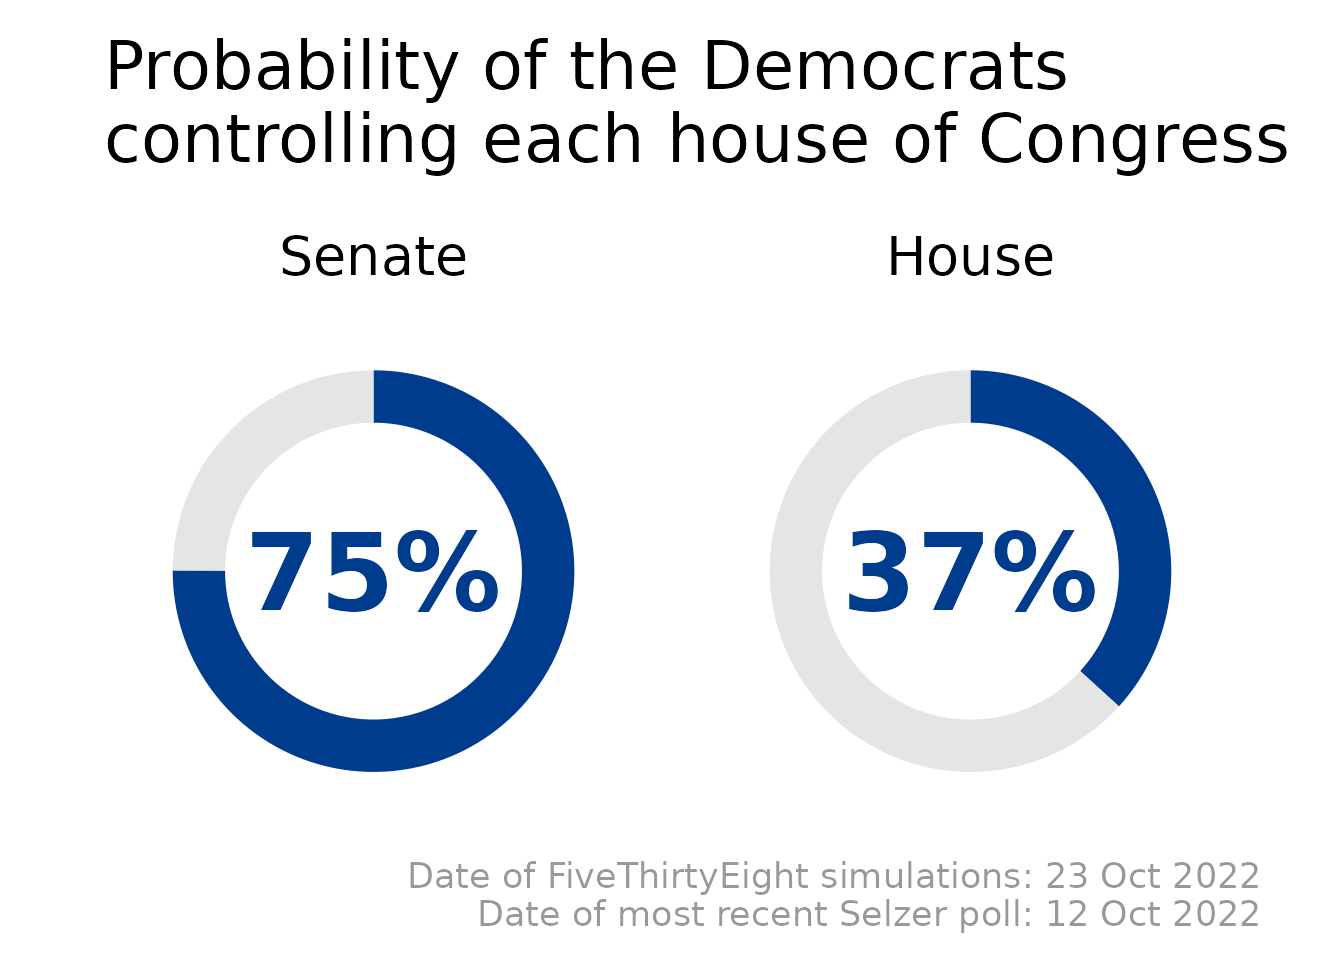 Probability of the Democrats
controlling each house of Congress
Senate
House
75%
37%
Date of FiveThirtyEight simulations: 23 Oct 2022
Date of most recent Selzer poll: 12 Oct 2022